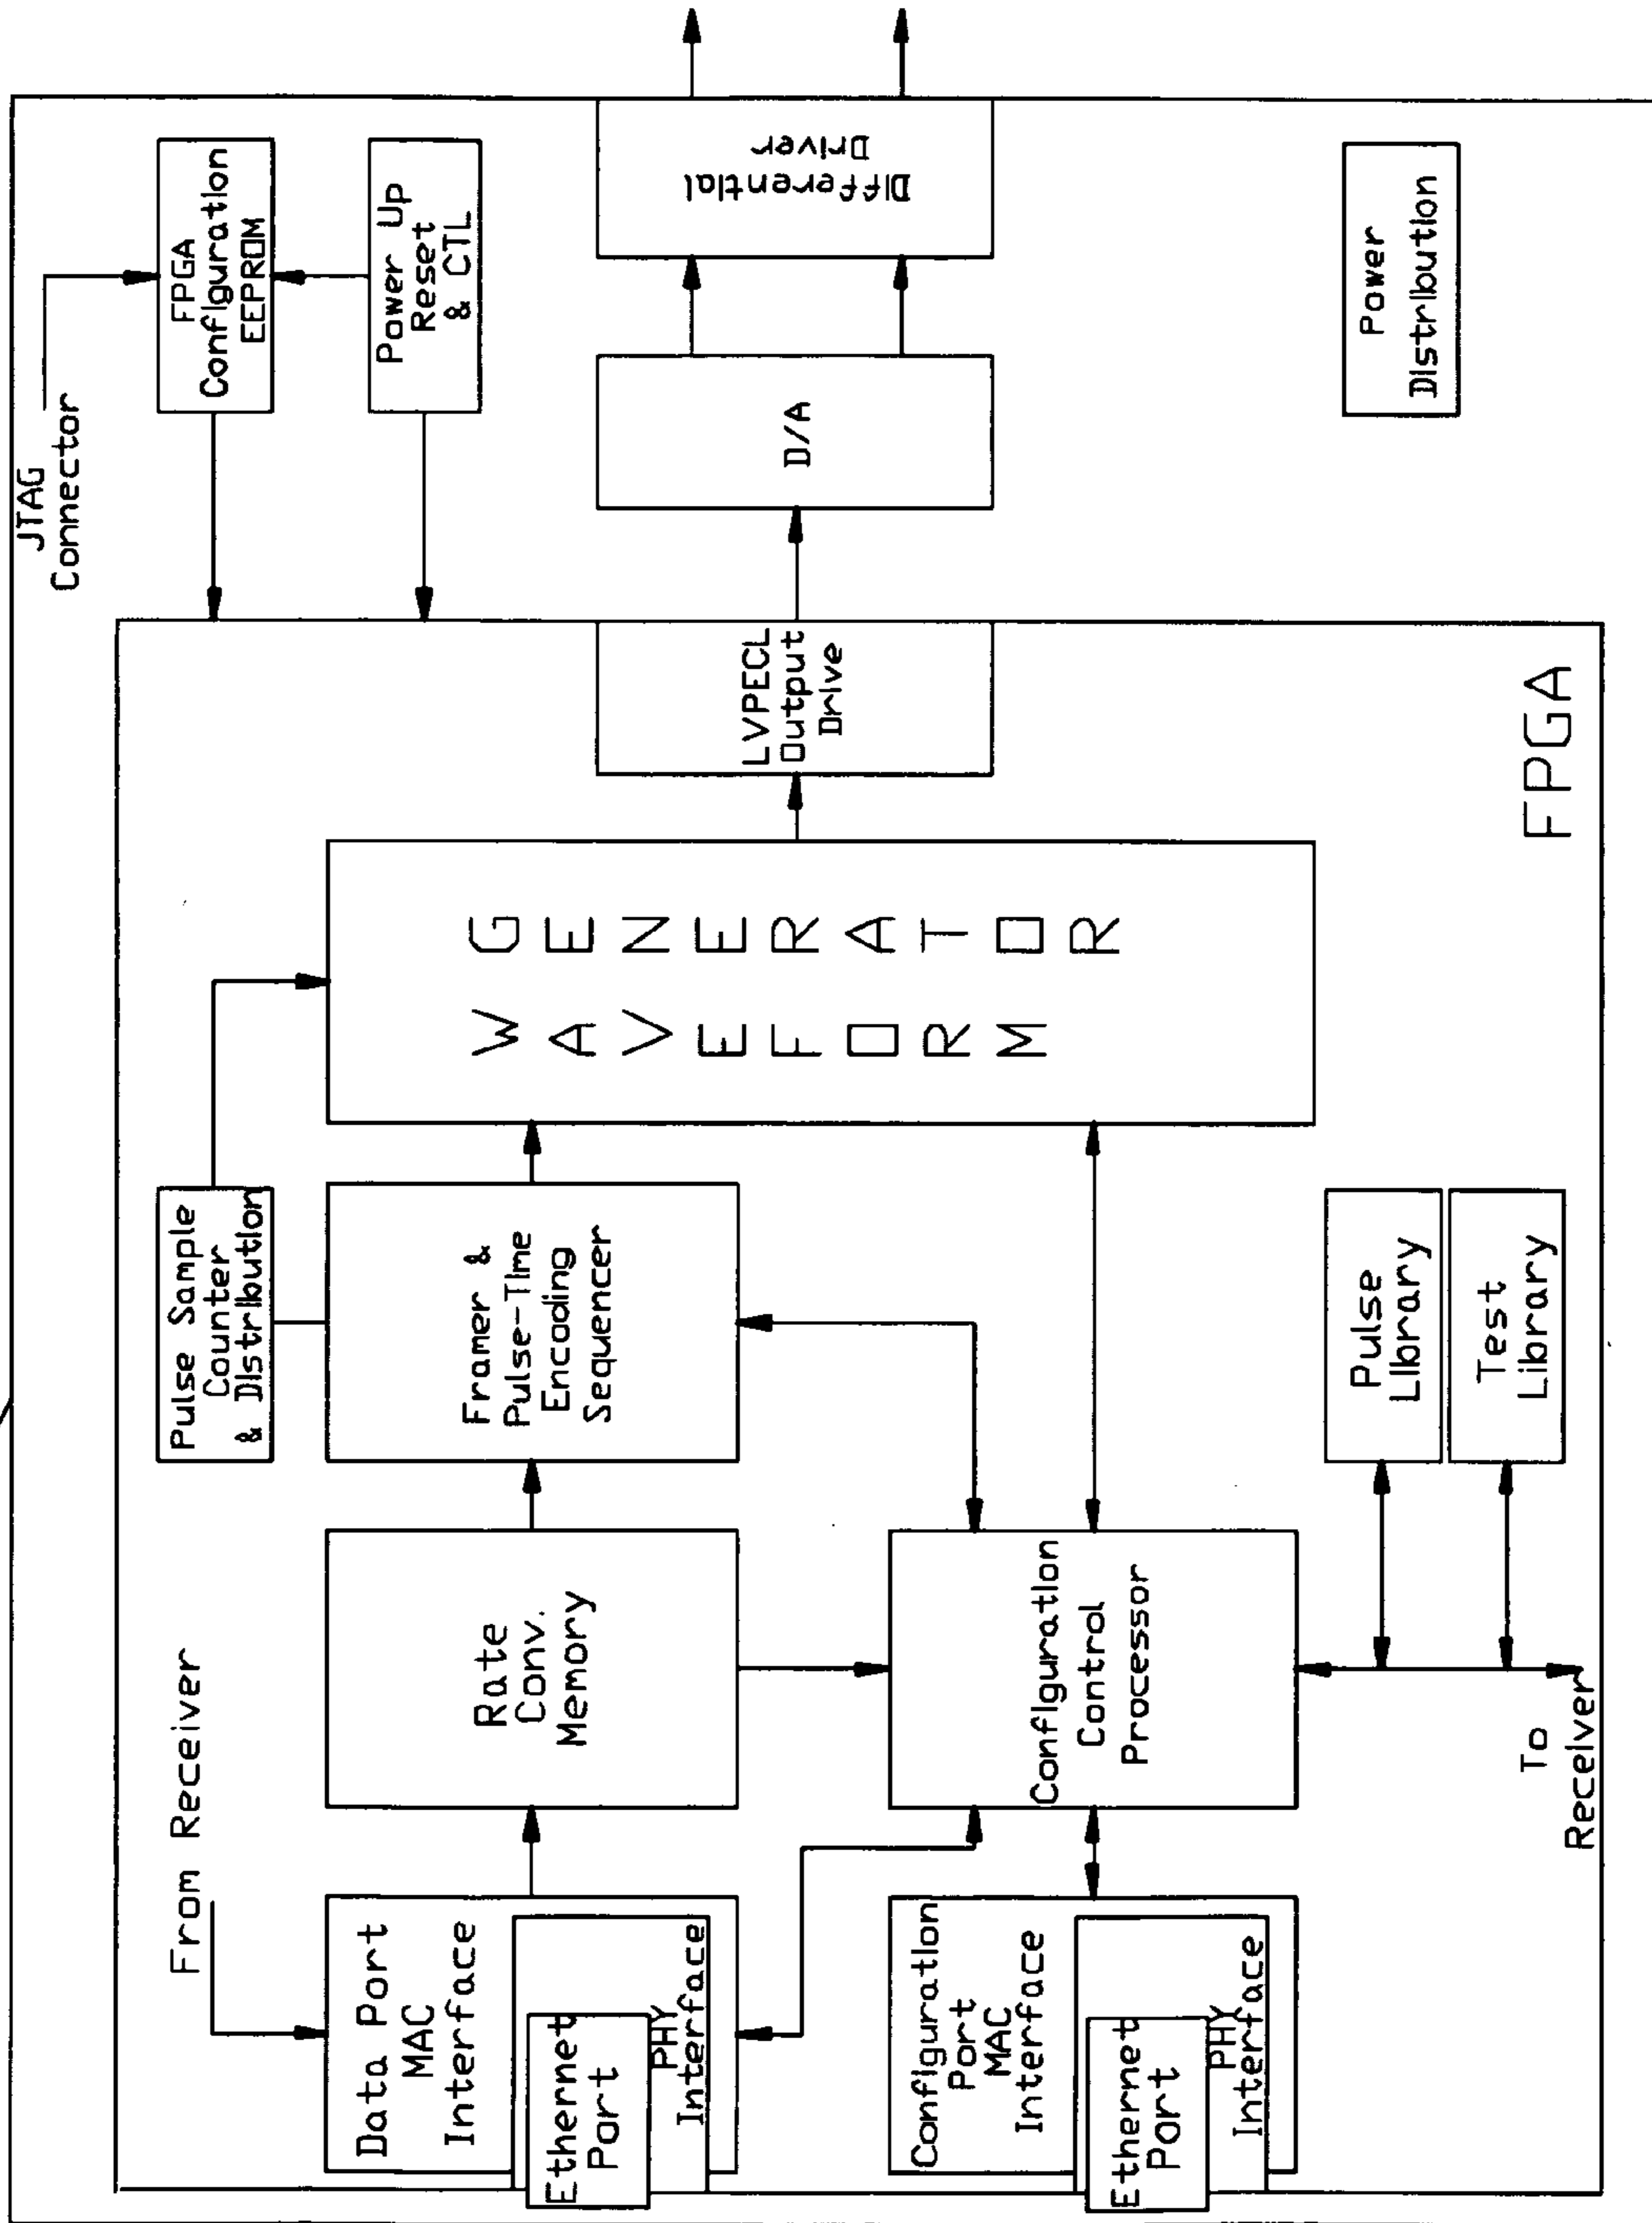 JTAG
Connector
FPGA
Configuration
EEPROM
Power Up
Reset
& CTL
From Receiver
Pulse Sample
Counter
& Distribution
Data Port
MAC
Interface
Ethernet
Port
PHY
Interface
Rate
Conv.
Memory
Framer &
Pulse-Time
Encoding
Sequencer
WAVEFORM
GENERATOR
LVPECL
Output
Drive
D/A
Differential
Driver
Configuration
Port
MAC
Interface
Ethernet
Port
PHY
Interface
Configuration
Control
Processor
Pulse
Library
Test
Library
To
Receiver
FPGA
Power
Distribution